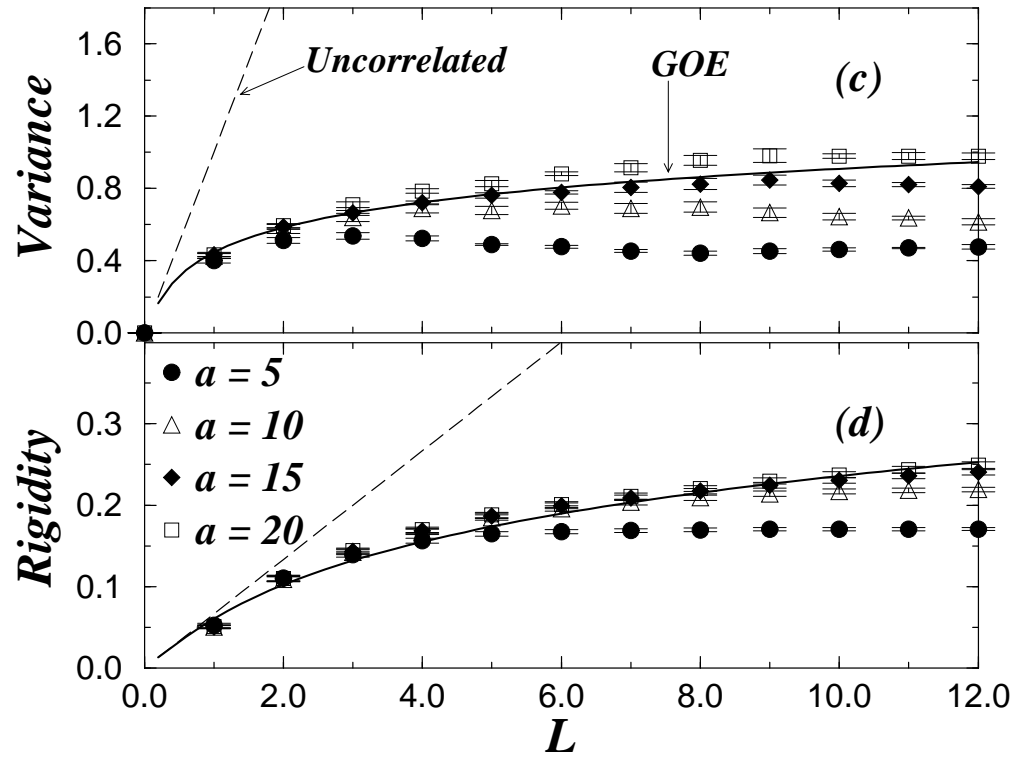 1.6
1.2
0.8
0.4
0.0
Variance
Uncorrelated
GOE
(c)
0.3
0.2
0.1
0.0
Rigidity
a = 5
a = 10
a = 15
a = 20
(d)
0.0 2.0 4.0 6.0 8.0 10.0 12.0
L